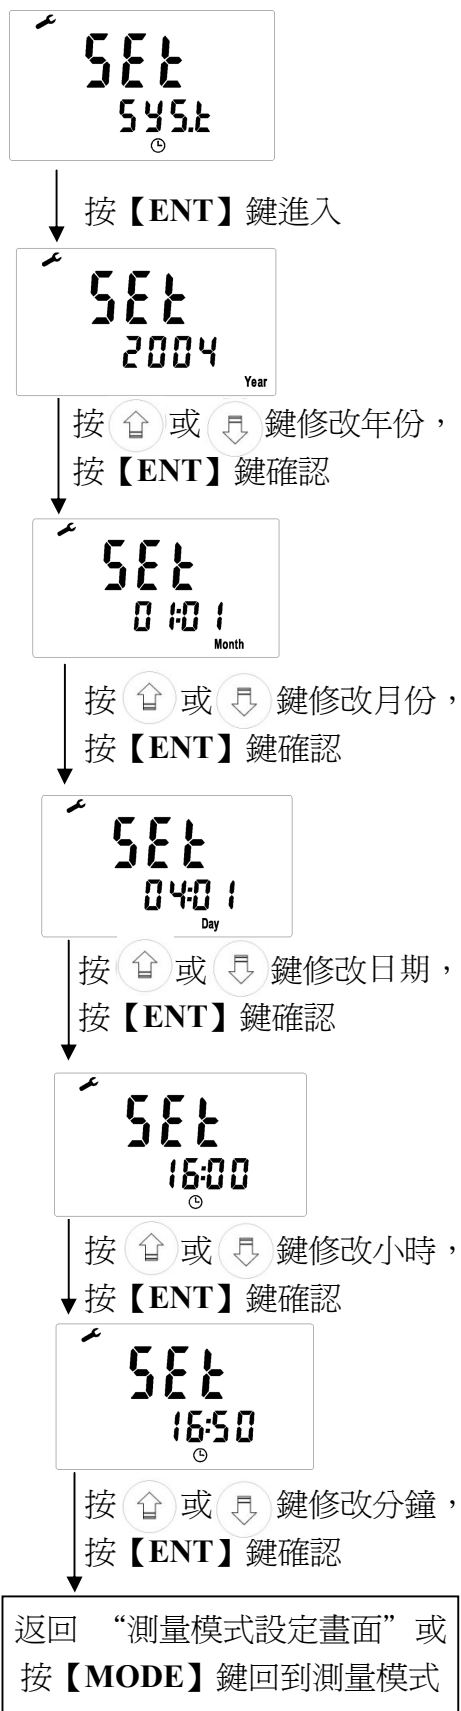 SEt
SYS.t
按【ENT】鍵進入
SEt
2004
Year
按 或 鍵修改年份，
按【ENT】鍵確認
SEt
01:01
Month
按 或 鍵修改月份，
按【ENT】鍵確認
SEt
04:01
Day
按 或 鍵修改日期，
按【ENT】鍵確認
SEt
16:00
按 或 鍵修改小時，
按【ENT】鍵確認
SEt
16:50
按 或 鍵修改分鐘，
按【ENT】鍵確認
返回 “測量模式設定畫面”或
按【MODE】鍵回到測量模式